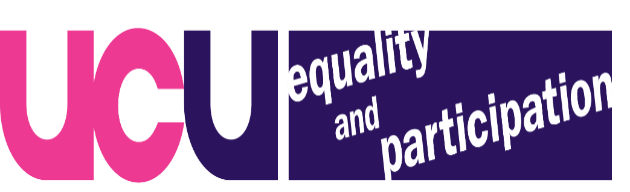 ucu
equality
and
participation